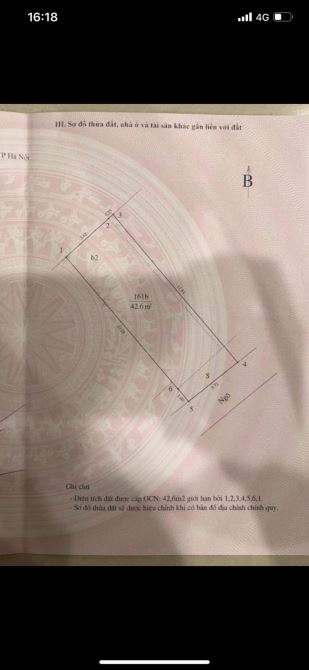 16:18
4G
III. Sơ đồ thửa đất, nhà ở và tài sản khác gắn liền với đất
TP Hà Nội
B
3
2
1
b2
161b
42.6 m²
4
S
6
5
Ngõ
Ghi chú
- Diện tích đất được cấp GCN: 42,6m2 giới hạn bởi 1,2,3,4,5,6,1.
- Sơ đồ thửa đất sẽ được hiệu chỉnh khi có bản đồ địa chính chính quy.